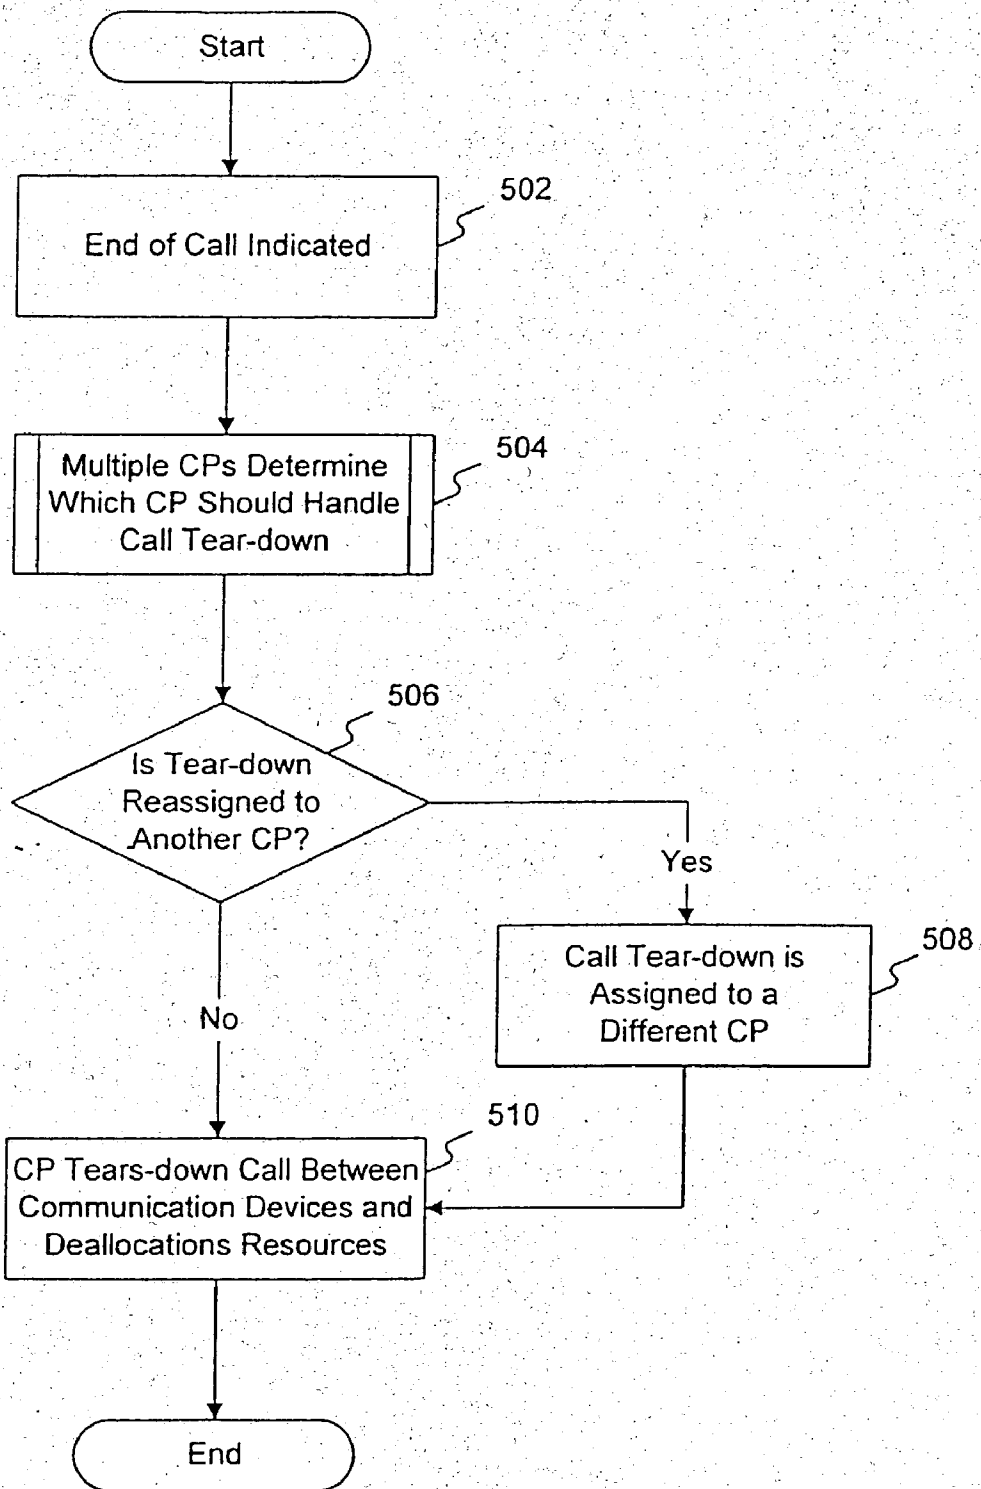 Start
502
End of Call Indicated
504
Multiple CPs Determine
Which CP Should Handle
Call Tear-down
506
Is Tear-down
Reassigned to
Another CP?
Yes
508
Call Tear-down is
Assigned to a
Different CP
No
510
CP Tears-down Call Between
Communication Devices and
Deallocations Resources
End